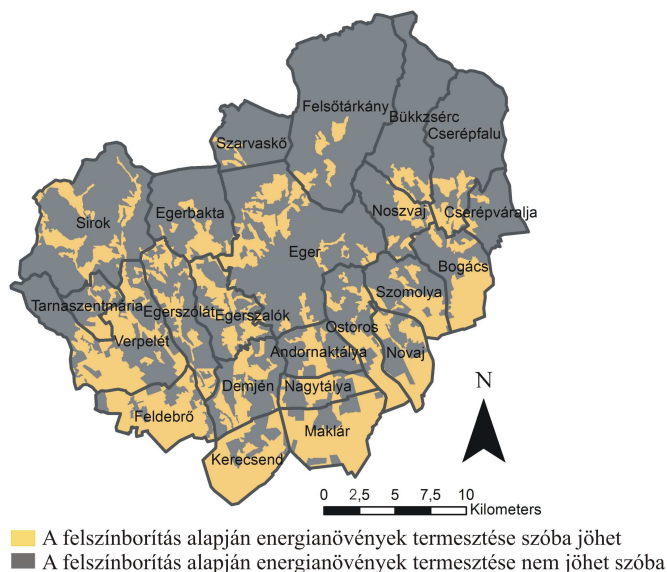 Felsőtárkány
Bükkzsérc
Cserépfalu
Szarvaskő
Sirok
Egerbakta
Noszvaj
Cserépváralja
Eger
Bogács
Szomolya
Tarnaszentmária
Egerszólát
Egerszalók
Ostoros
Verpelét
Andornaktálya
Novaj
Demjén
Nagytálya
Feldebrő
Maklár
Kerecsend
N
0 2,5 5 7,5 10
Kilometers
A felszínborítás alapján energianövények termesztése szóba jöhet
A felszínborítás alapján energianövények termesztése nem jöhet szóba